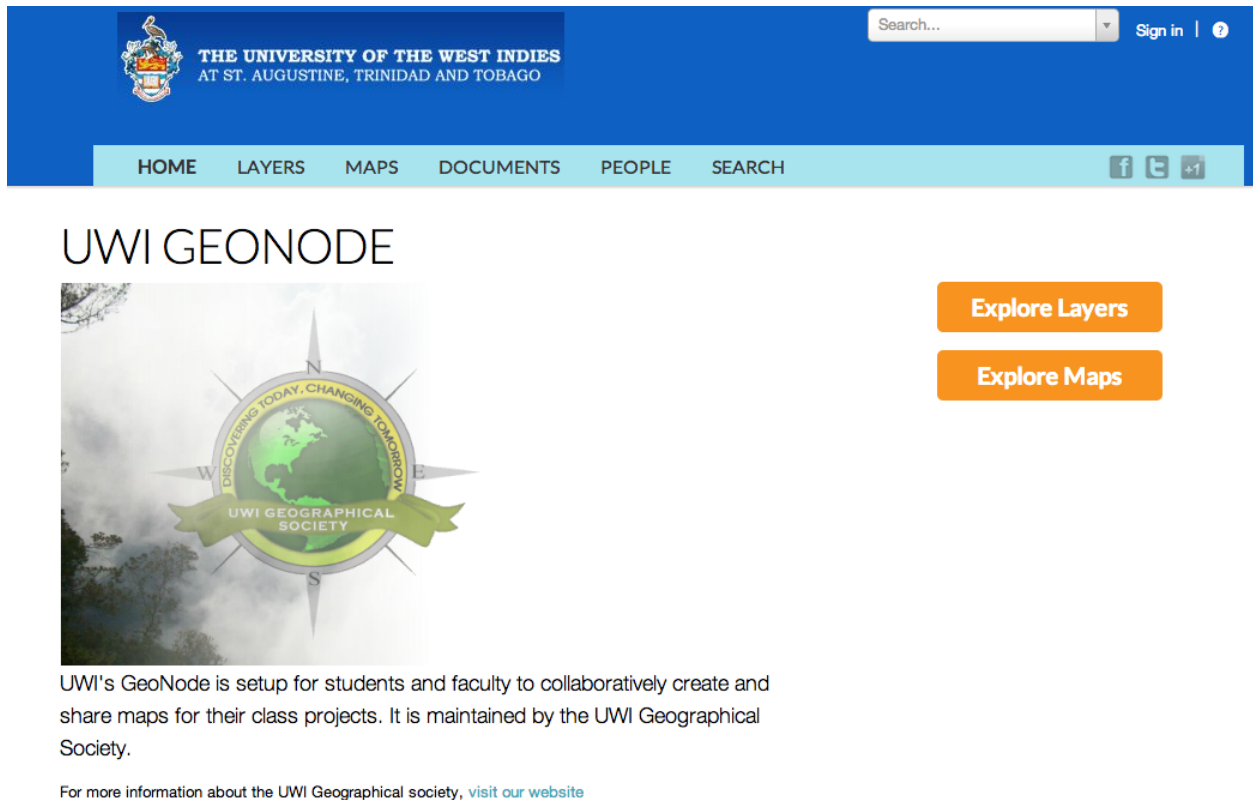 Search...
Sign in | ?
THE UNIVERSITY OF THE WEST INDIES
AT ST. AUGUSTINE, TRINIDAD AND TOBAGO
HOME LAYERS MAPS DOCUMENTS PEOPLE SEARCH
f t +1
UWI GEONODE
Explore Layers
Explore Maps
N
DISCOVERING TODAY, CHANGING TOMORROW
W E
UWI GEOGRAPHICAL
SOCIETY
S
UWI's GeoNode is setup for students and faculty to collaboratively create and
share maps for their class projects. It is maintained by the UWI Geographical
Society.
For more information about the UWI Geographical society, visit our website